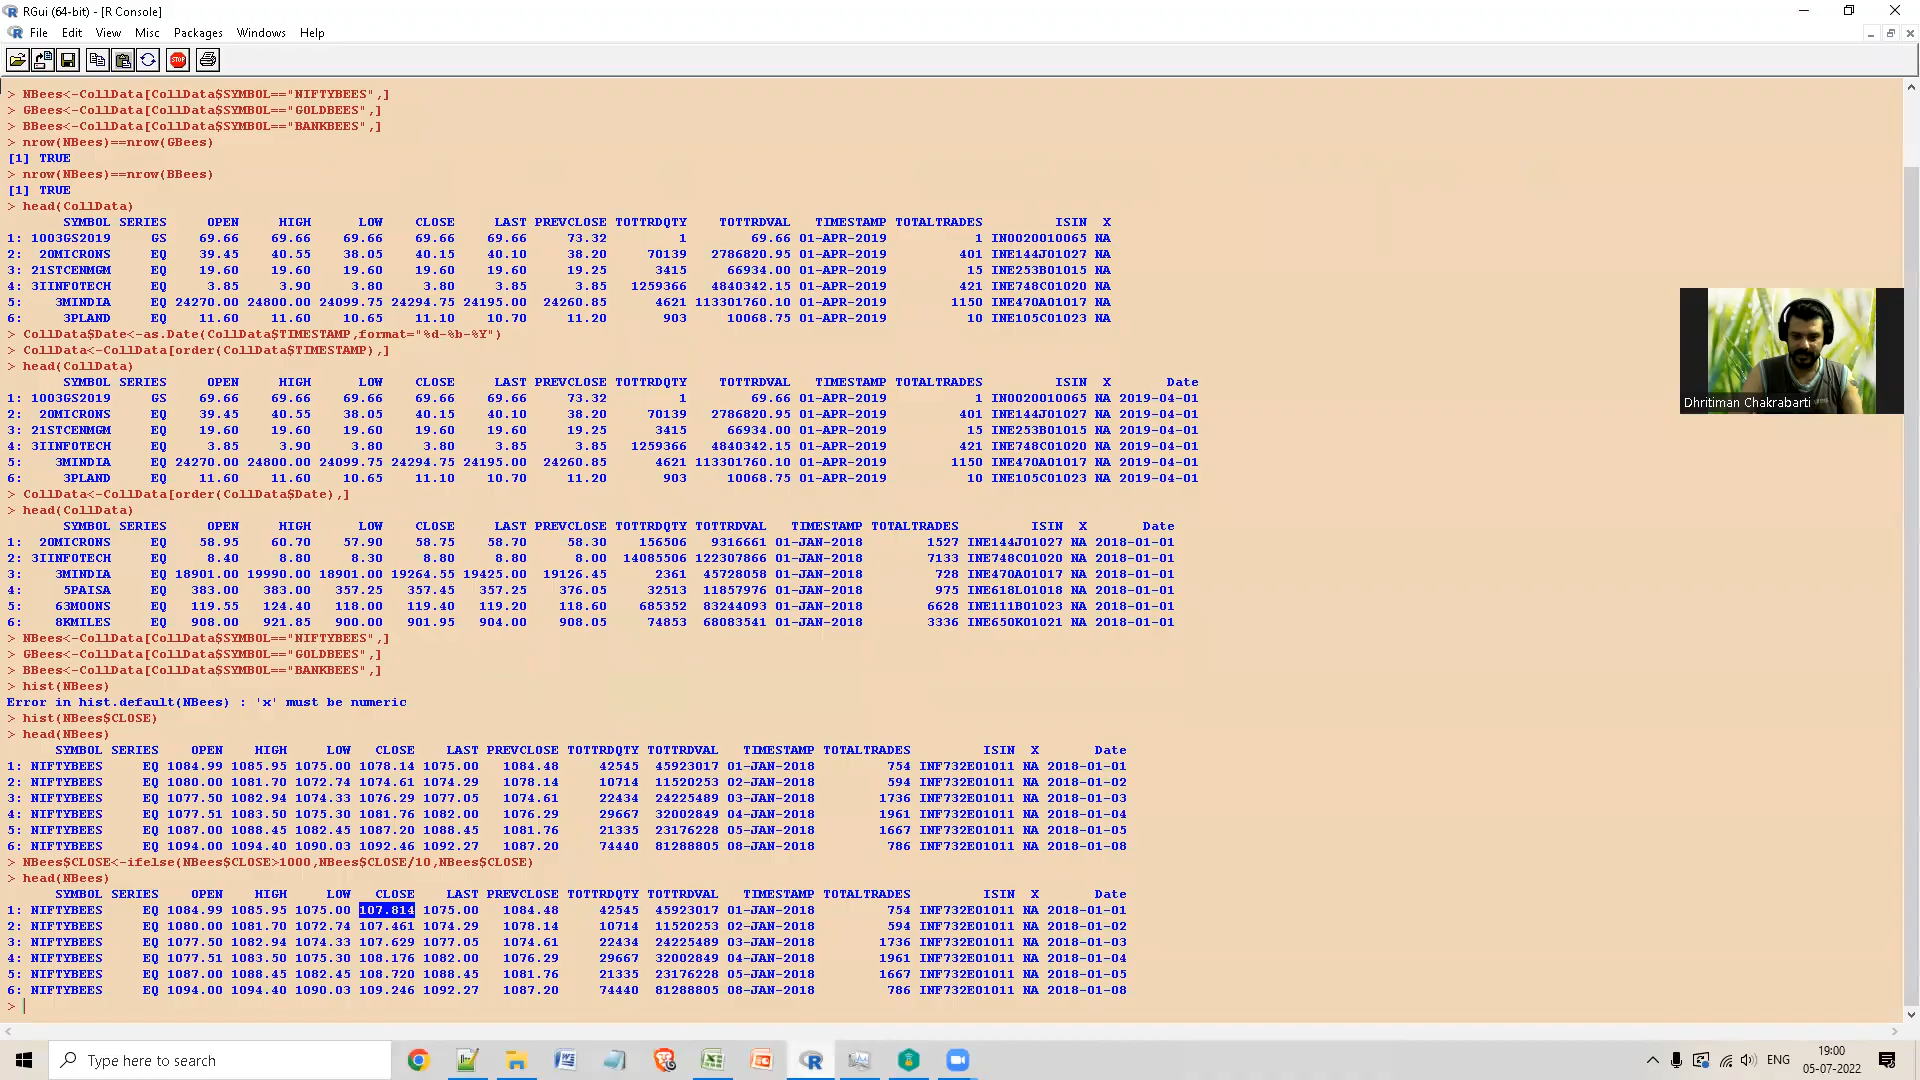 RGui (64-bit) - [R Console]
File Edit View Misc Packages Windows Help
STOP
> NBees<-CollData[CollData$SYMBOL=="NIFTYBEES",]
> GBees<-CollData[CollData$SYMBOL=="GOLDBEES",]
> BBees<-CollData[CollData$SYMBOL=="BANKBEES",]
> nrow(NBees)==nrow(GBees)
[1] TRUE
> nrow(NBees)==nrow(BBees)
[1] TRUE
> head(CollData)
SYMBOL SERIES OPEN HIGH LOW CLOSE LAST PREVCLOSE TOTTRDQTY TOTTRDVAL TIMESTAMP TOTALTRADES ISIN X
1: 1003GS2019 GS 69.66 69.66 69.66 69.66 69.66 73.32 1 69.66 01-APR-2019 1 IN0020010065 NA
2: 20MICRONS EQ 39.45 40.55 38.05 40.15 40.10 38.20 70139 2786820.95 01-APR-2019 401 INE144J01027 NA
3: 21STCENMGM EQ 19.60 19.60 19.60 19.60 19.60 19.25 3415 66934.00 01-APR-2019 15 INE253B01015 NA
4: 3IINFOTECH EQ 3.85 3.90 3.80 3.80 3.85 3.85 1259366 4840342.15 01-APR-2019 421 INE748C01020 NA
5: 3MINDIA EQ 24270.00 24800.00 24099.75 24294.75 24195.00 24260.85 4621 113301760.10 01-APR-2019 1150 INE470A01017 NA
6: 3PLAND EQ 11.60 11.60 10.65 11.10 10.70 11.20 903 10068.75 01-APR-2019 10 INE105C01023 NA
> CollData$Date<-as.Date(CollData$TIMESTAMP,format="%d-%b-%Y")
> CollData<-CollData[order(CollData$TIMESTAMP),]
> head(CollData)
SYMBOL SERIES OPEN HIGH LOW CLOSE LAST PREVCLOSE TOTTRDQTY TOTTRDVAL TIMESTAMP TOTALTRADES ISIN X Date
1: 1003GS2019 GS 69.66 69.66 69.66 69.66 69.66 73.32 1 69.66 01-APR-2019 1 IN0020010065 NA 2019-04-01
2: 20MICRONS EQ 39.45 40.55 38.05 40.15 40.10 38.20 70139 2786820.95 01-APR-2019 401 INE144J01027 NA 2019-04-01
3: 21STCENMGM EQ 19.60 19.60 19.60 19.60 19.60 19.25 3415 66934.00 01-APR-2019 15 INE253B01015 NA 2019-04-01
4: 3IINFOTECH EQ 3.85 3.90 3.80 3.80 3.85 3.85 1259366 4840342.15 01-APR-2019 421 INE748C01020 NA 2019-04-01
5: 3MINDIA EQ 24270.00 24800.00 24099.75 24294.75 24195.00 24260.85 4621 113301760.10 01-APR-2019 1150 INE470A01017 NA 2019-04-01
6: 3PLAND EQ 11.60 11.60 10.65 11.10 10.70 11.20 903 10068.75 01-APR-2019 10 INE105C01023 NA 2019-04-01
> CollData<-CollData[order(CollData$Date),]
> head(CollData)
SYMBOL SERIES OPEN HIGH LOW CLOSE LAST PREVCLOSE TOTTRDQTY TOTTRDVAL TIMESTAMP TOTALTRADES ISIN X Date
1: 20MICRONS EQ 58.95 60.70 57.90 58.75 58.70 58.30 156506 9316661 01-JAN-2018 1527 INE144J01027 NA 2018-01-01
2: 3IINFOTECH EQ 8.40 8.80 8.30 8.80 8.80 8.00 14085506 122307866 01-JAN-2018 7133 INE748C01020 NA 2018-01-01
3: 3MINDIA EQ 18901.00 19990.00 18901.00 19264.55 19425.00 19126.45 2361 45728058 01-JAN-2018 728 INE470A01017 NA 2018-01-01
4: 5PAISA EQ 383.00 383.00 357.25 357.45 357.25 376.05 32513 11857976 01-JAN-2018 975 INE618L01018 NA 2018-01-01
5: 63MOONS EQ 119.55 124.40 118.00 119.40 119.20 118.60 685352 83244093 01-JAN-2018 6628 INE111B01023 NA 2018-01-01
6: 8KMILES EQ 908.00 921.85 900.00 901.95 904.00 908.05 74853 68083541 01-JAN-2018 3336 INE650K01021 NA 2018-01-01
> NBees<-CollData[CollData$SYMBOL=="NIFTYBEES",]
> GBees<-CollData[CollData$SYMBOL=="GOLDBEES",]
> BBees<-CollData[CollData$SYMBOL=="BANKBEES",]
> hist(NBees)
Error in hist.default(NBees) : 'x' must be numeric
> hist(NBees$CLOSE)
> head(NBees)
SYMBOL SERIES OPEN HIGH LOW CLOSE LAST PREVCLOSE TOTTRDQTY TOTTRDVAL TIMESTAMP TOTALTRADES ISIN X Date
1: NIFTYBEES EQ 1084.99 1085.95 1075.00 1078.14 1075.00 1084.48 42545 45923017 01-JAN-2018 754 INF732E01011 NA 2018-01-01
2: NIFTYBEES EQ 1080.00 1081.70 1072.74 1074.61 1074.29 1078.14 10714 11520253 02-JAN-2018 594 INF732E01011 NA 2018-01-02
3: NIFTYBEES EQ 1077.50 1082.94 1074.33 1076.29 1077.05 1074.61 22434 24225489 03-JAN-2018 1736 INF732E01011 NA 2018-01-03
4: NIFTYBEES EQ 1077.51 1083.50 1075.30 1081.76 1082.00 1076.29 29667 32002849 04-JAN-2018 1961 INF732E01011 NA 2018-01-04
5: NIFTYBEES EQ 1087.00 1088.45 1082.45 1087.20 1088.45 1081.76 21335 23176228 05-JAN-2018 1667 INF732E01011 NA 2018-01-05
6: NIFTYBEES EQ 1094.00 1094.40 1090.03 1092.46 1092.27 1087.20 74440 81288805 08-JAN-2018 786 INF732E01011 NA 2018-01-08
> NBees$CLOSE<-ifelse(NBees$CLOSE>1000,NBees$CLOSE/10,NBees$CLOSE)
> head(NBees)
SYMBOL SERIES OPEN HIGH LOW CLOSE LAST PREVCLOSE TOTTRDQTY TOTTRDVAL TIMESTAMP TOTALTRADES ISIN X Date
1: NIFTYBEES EQ 1084.99 1085.95 1075.00 107.814 1075.00 1084.48 42545 45923017 01-JAN-2018 754 INF732E01011 NA 2018-01-01
2: NIFTYBEES EQ 1080.00 1081.70 1072.74 107.461 1074.29 1078.14 10714 11520253 02-JAN-2018 594 INF732E01011 NA 2018-01-02
3: NIFTYBEES EQ 1077.50 1082.94 1074.33 107.629 1077.05 1074.61 22434 24225489 03-JAN-2018 1736 INF732E01011 NA 2018-01-03
4: NIFTYBEES EQ 1077.51 1083.50 1075.30 108.176 1082.00 1076.29 29667 32002849 04-JAN-2018 1961 INF732E01011 NA 2018-01-04
5: NIFTYBEES EQ 1087.00 1088.45 1082.45 108.720 1088.45 1081.76 21335 23176228 05-JAN-2018 1667 INF732E01011 NA 2018-01-05
6: NIFTYBEES EQ 1094.00 1094.40 1090.03 109.246 1092.27 1087.20 74440 81288805 08-JAN-2018 786 INF732E01011 NA 2018-01-08
>
Dhritiman Chakrabarti
Type here to search
ENG
19:00
05-07-2022